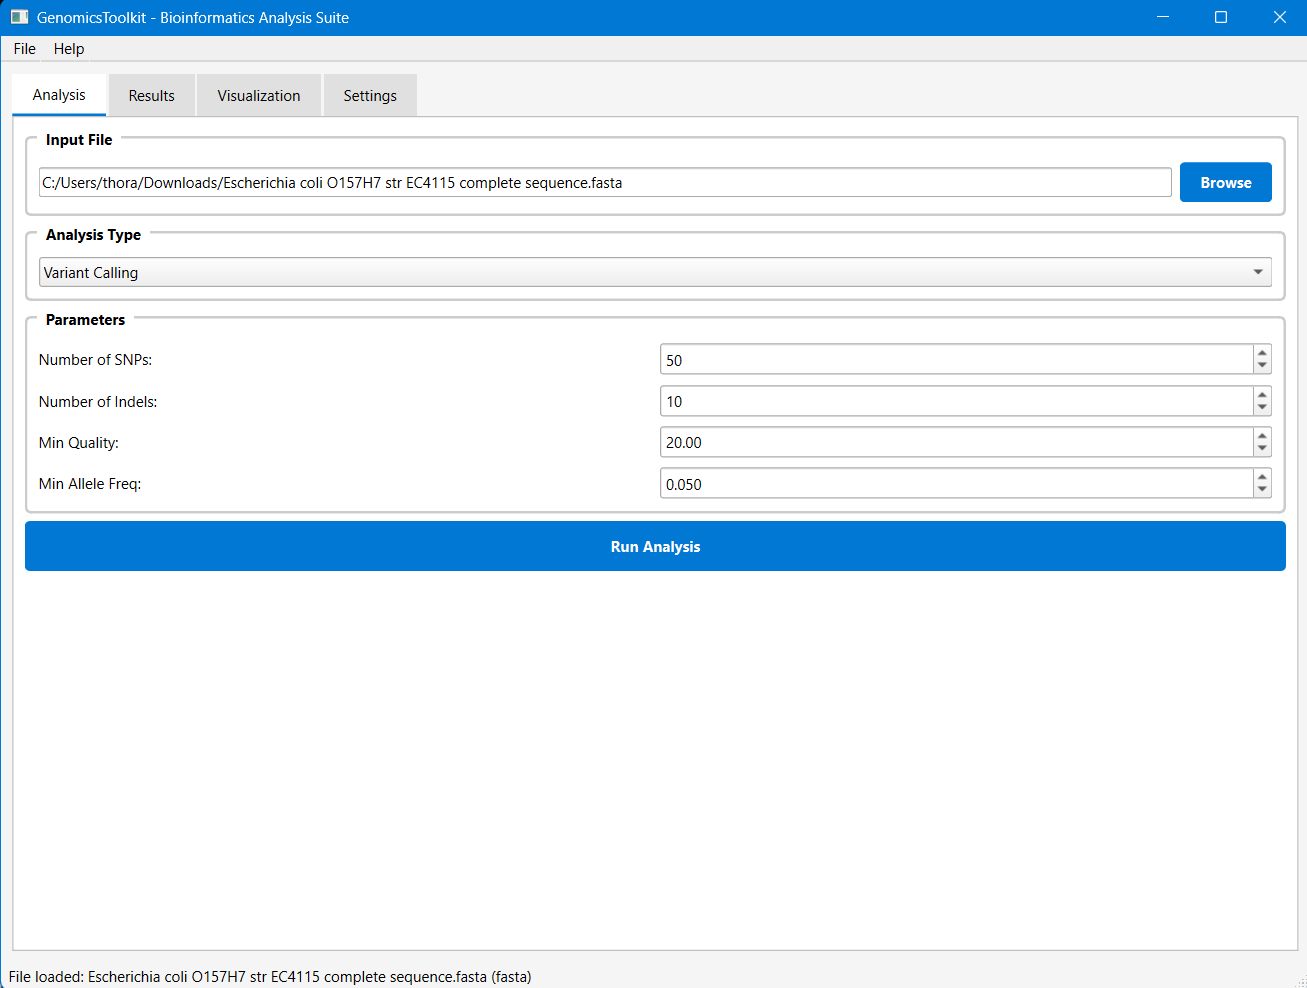 GenomicsToolkit - Bioinformatics Analysis Suite
File Help
Analysis Results Visualization Settings
Input File
C:/Users/thora/Downloads/Escherichia coli O157H7 str EC4115 complete sequence.fasta Browse
Analysis Type
Variant Calling
Parameters
Number of SNPs: 50
Number of Indels: 10
Min Quality: 20.00
Min Allele Freq: 0.050
Run Analysis
File loaded: Escherichia coli O157H7 str EC4115 complete sequence.fasta (fasta)